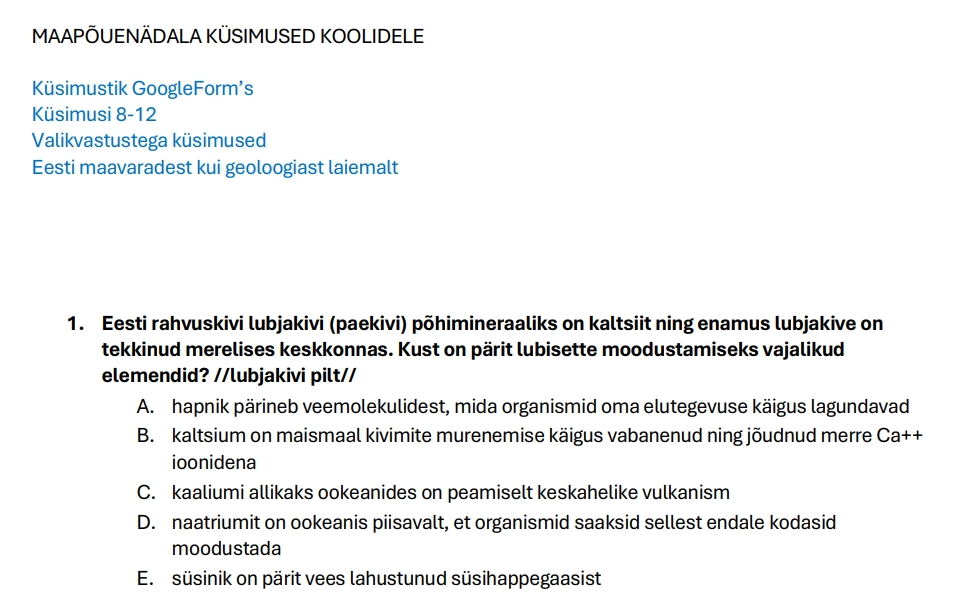 MAAPÕUENÄDALA KÜSIMUSED KOOLIDELE
Küsimustik GoogleForm’s
Küsimusi 8-12
Valikvastustega küsimused
Eesti maavaradest kui geoloogiast laiemalt
1. Eesti rahvuskivi lubjakivi (paekivi) põhimineraaliks on kaltsiit ning enamus lubjakive on
tekkinud merelises keskkonnas. Kust on pärit lubisette moodustamiseks vajalikud
elemendid? //lubjakivi pilt//
A. hapnik pärineb veemolekulidest, mida organismid oma elutegevuse käigus lagundavad
B. kaltsium on maismaal kivimite murenemise käigus vabanenud ning jõudnud merre Ca++
ioonidena
C. kaaliumi allikaks ookeanides on peamiselt keskahelike vulkanism
D. naatriumit on ookeanis piisavalt, et organismid saaksid sellest endale kodasid
moodustada
E. süsinik on pärit vees lahustunud süsihappegaasist